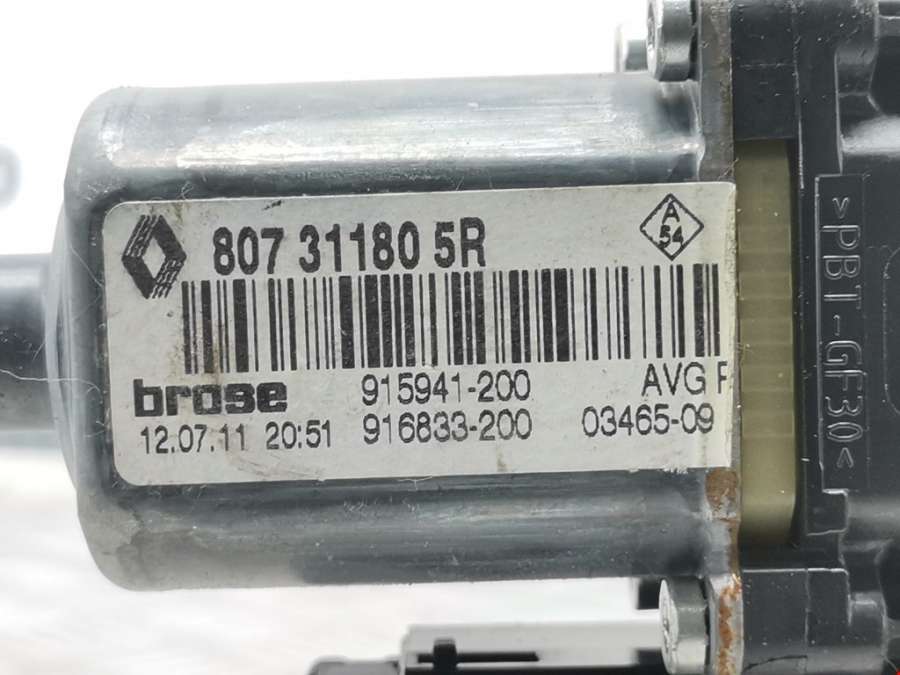 807 31180 5R
A
54
brose 915941-200 AVG
12.07.11 20:51 916833-200 03465-09
>PBT-GF30<